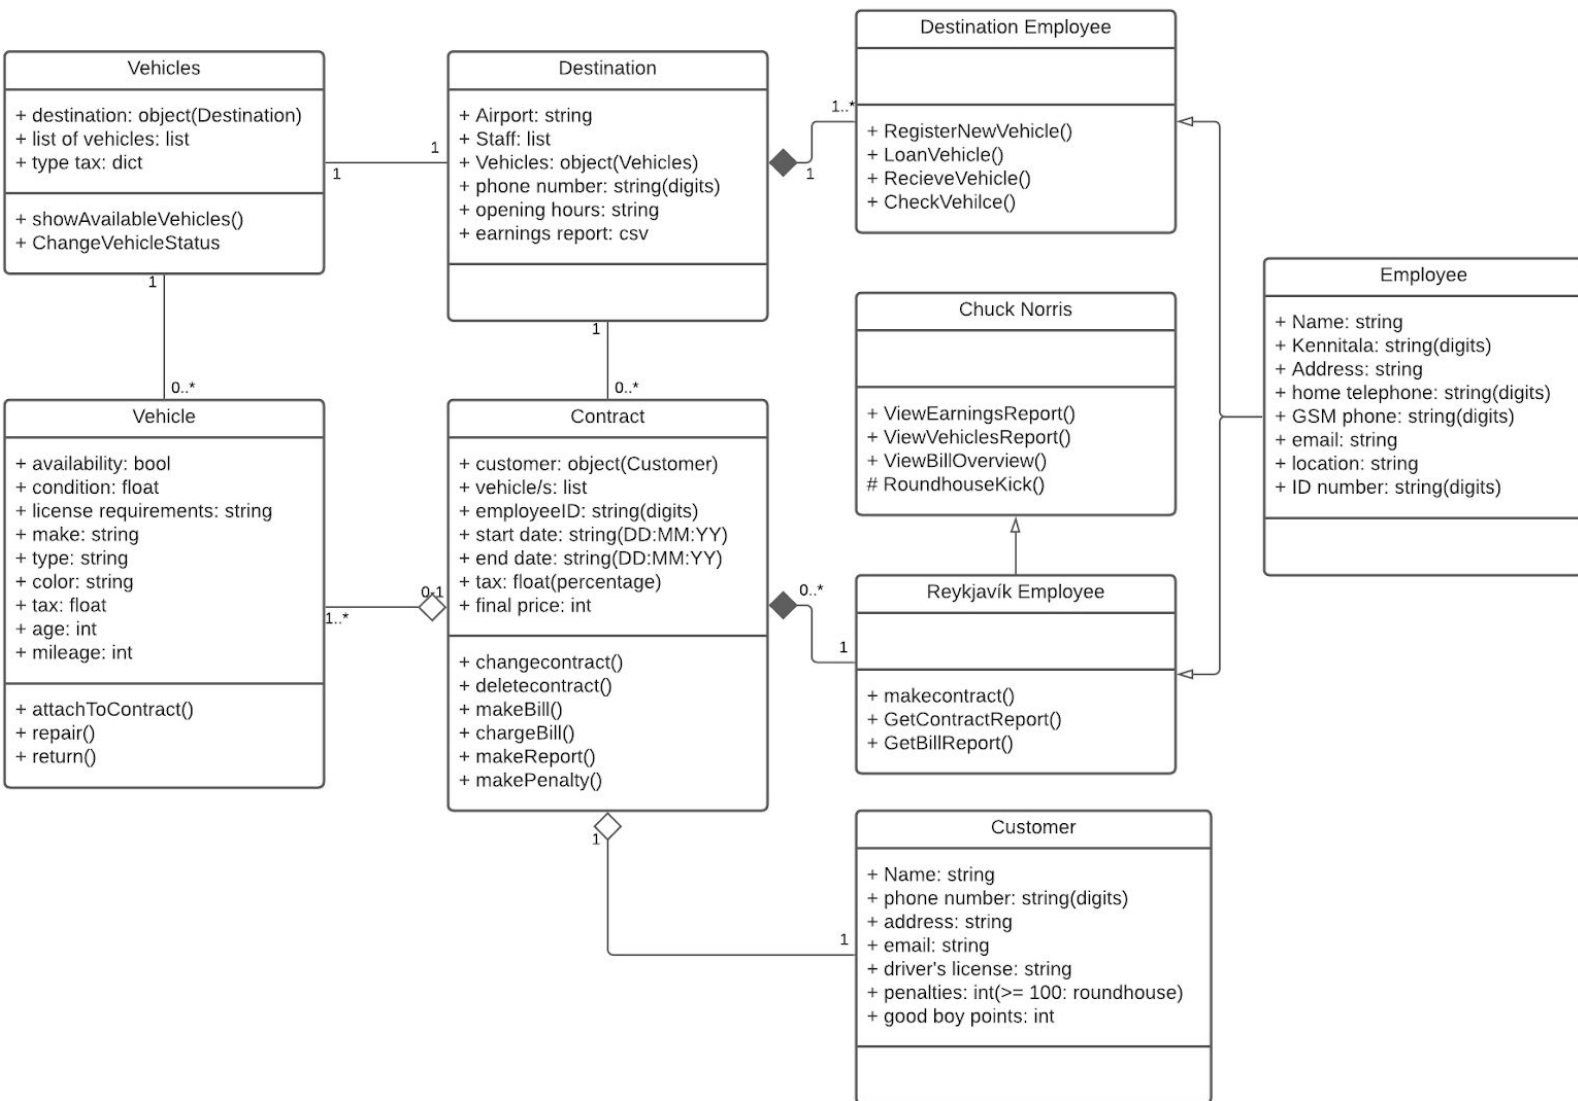 Vehicles
+ destination: object(Destination)
+ list of vehicles: list
+ type tax: dict
+ showAvailableVehicles()
+ ChangeVehicleStatus
1
1
1
0..*
Destination
+ Airport: string
+ Staff: list
+ Vehicles: object(Vehicles)
+ phone number: string(digits)
+ opening hours: string
+ earnings report: csv
1
1..*
1
0..*
Destination Employee
+ RegisterNewVehicle()
+ LoanVehicle()
+ RecieveVehicle()
+ CheckVehilce()
Chuck Norris
+ ViewEarningsReport()
+ ViewVehiclesReport()
+ ViewBillOverview()
# RoundhouseKick()
Employee
+ Name: string
+ Kennitala: string(digits)
+ Address: string
+ home telephone: string(digits)
+ GSM phone: string(digits)
+ email: string
+ location: string
+ ID number: string(digits)
Vehicle
+ availability: bool
+ condition: float
+ license requirements: string
+ make: string
+ type: string
+ color: string
+ tax: float
+ age: int
+ mileage: int
+ attachToContract()
+ repair()
+ return()
0-1
1..*
Contract
+ customer: object(Customer)
+ vehicle/s: list
+ employeeID: string(digits)
+ start date: string(DD:MM:YY)
+ end date: string(DD:MM:YY)
+ tax: float(percentage)
+ final price: int
+ changecontract()
+ deletecontract()
+ makeBill()
+ chargeBill()
+ makeReport()
+ makePenalty()
0..*
1
Reykjavík Employee
+ makecontract()
+ GetContractReport()
+ GetBillReport()
1
1
Customer
+ Name: string
+ phone number: string(digits)
+ address: string
+ email: string
+ driver's license: string
+ penalties: int(>= 100: roundhouse)
+ good boy points: int